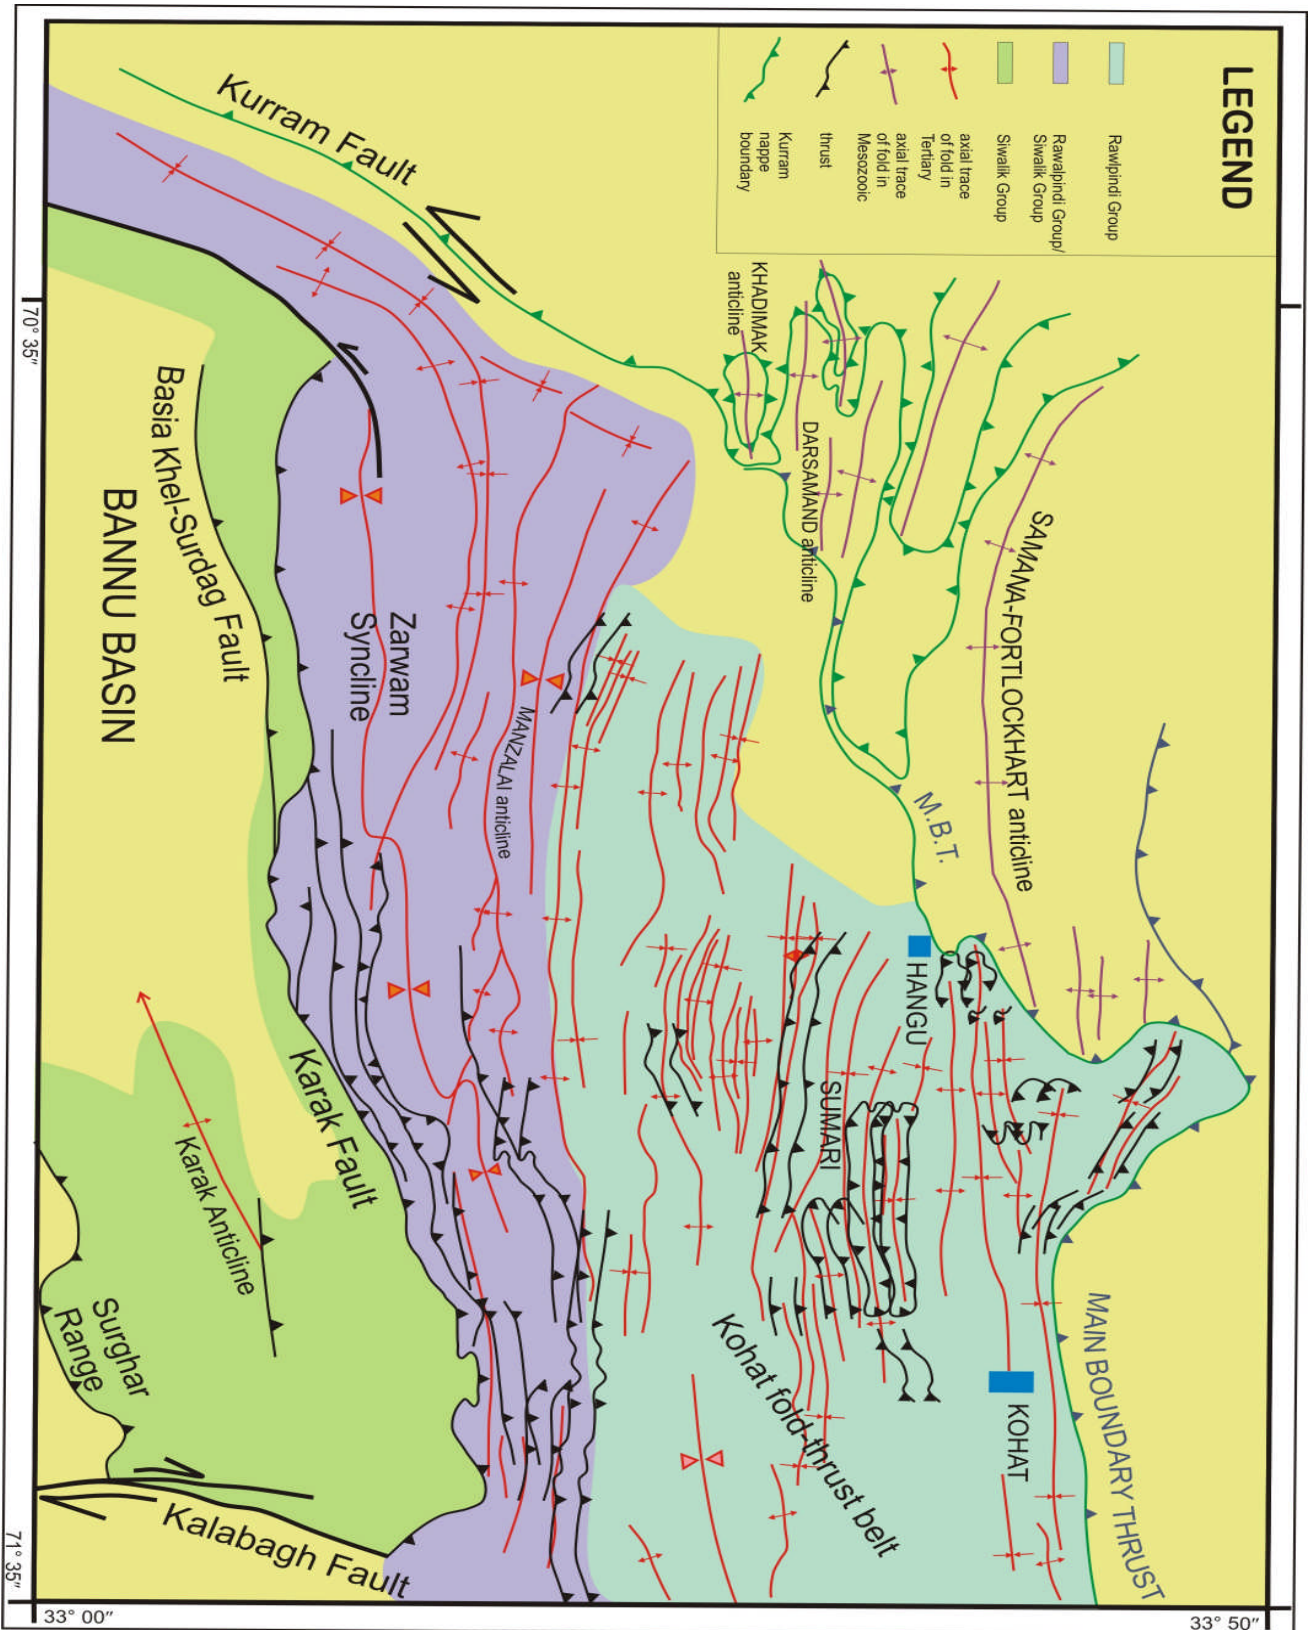 LEGEND
Rawlpindi Group
Rawalpindi Group/
Siwalik Group
Siwalik Group
axial trace
of fold in
Tertiary
axial trace
of fold in
Mesozooic
thrust
Kurram
nappe
boundary
Kurram Fault
KHADIMAK
anticline
DARSAMAND anticline
SAMANA-FORTLOCKHART anticline
M.B.T.
HANGU
SUMARI
KOHAT
MAIN BOUNDARY THRUST
Kohat fold-thrust belt
MANZALAI anticline
Zarwam
Syncline
Basia Khel-Surdag Fault
BANNU BASIN
Karak Fault
Karak Anticline
Surghar
Range
Kalabagh Fault
70° 35"
71° 35"
33° 00"
33° 50"